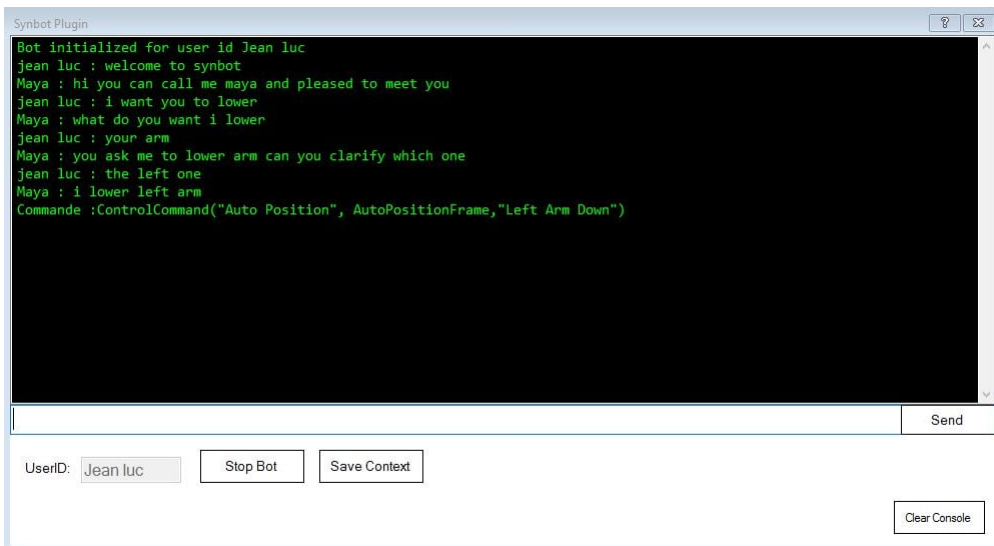 Synbot Plugin
Bot initialized for user id Jean luc
jean luc : welcome to synbot
Maya : hi you can call me maya and pleased to meet you
jean luc : i want you to lower
Maya : what do you want i lower
jean luc : your arm
Maya : you ask me to lower arm can you clarify which one
jean luc : the left one
Maya : i lower left arm
Commande :ControlCommand("Auto Position", AutoPositionFrame,"Left Arm Down")
Send
UserID: Jean luc Stop Bot Save Context
Clear Console